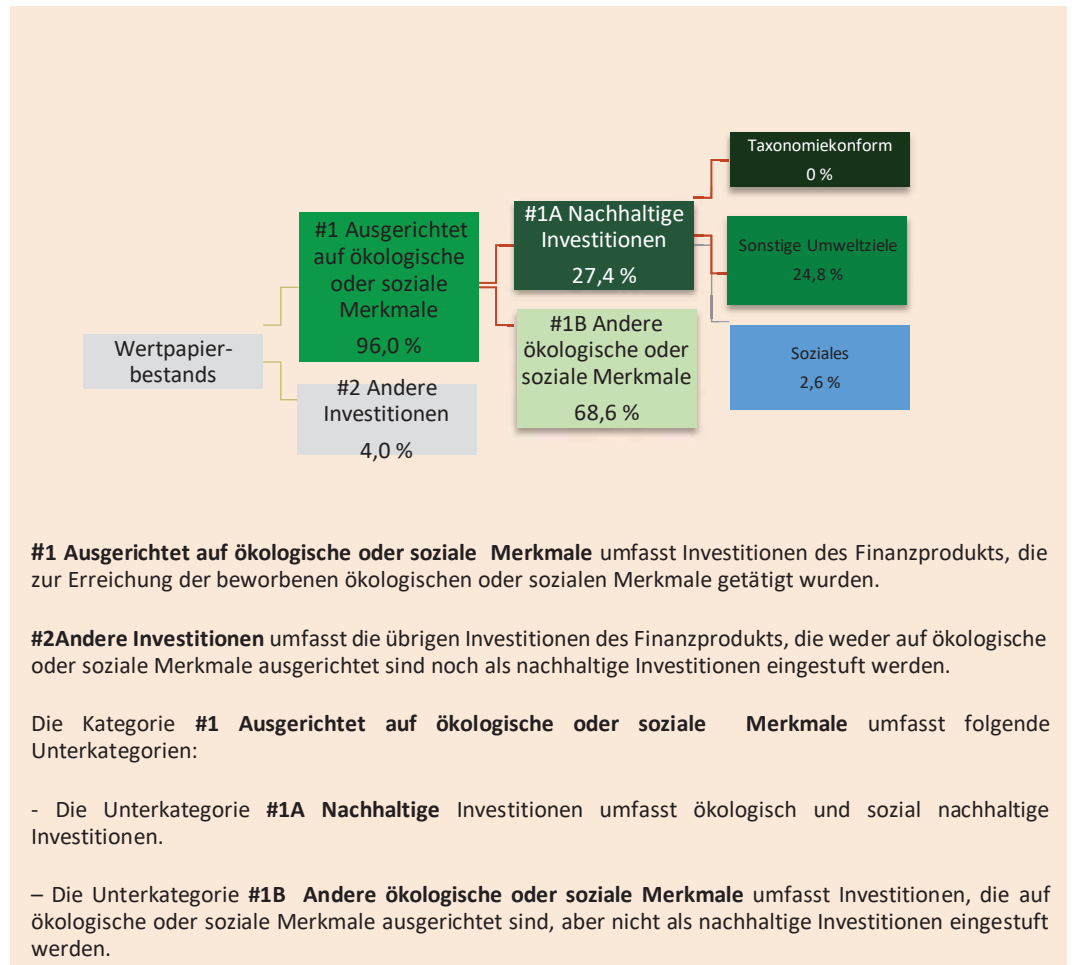 Taxonomiekonform
0 %
#1A Nachhaltige
Investitionen
27,4 %
#1 Ausgerichtet
auf ökologische
oder soziale
Merkmale
96,0 %
Sonstige Umweltziele
24,8 %
#1B Andere
ökologische oder
soziale Merkmale
68,6 %
Wertpapier-
bestands
Soziales
2,6 %
#2 Andere
Investitionen
4,0 %
#1 Ausgerichtet auf ökologische oder soziale Merkmale umfasst Investitionen des Finanzprodukts, die
zur Erreichung der beworbenen ökologischen oder sozialen Merkmale getätigt wurden.
#2Andere Investitionen umfasst die übrigen Investitionen des Finanzprodukts, die weder auf ökologische
oder soziale Merkmale ausgerichtet sind noch als nachhaltige Investitionen eingestuft werden.
Die Kategorie #1 Ausgerichtet auf ökologische oder soziale Merkmale umfasst folgende
Unterkategorien:
- Die Unterkategorie #1A Nachhaltige Investitionen umfasst ökologisch und sozial nachhaltige
Investitionen.
– Die Unterkategorie #1B Andere ökologische oder soziale Merkmale umfasst Investitionen, die auf
ökologische oder soziale Merkmale ausgerichtet sind, aber nicht als nachhaltige Investitionen eingestuft
werden.